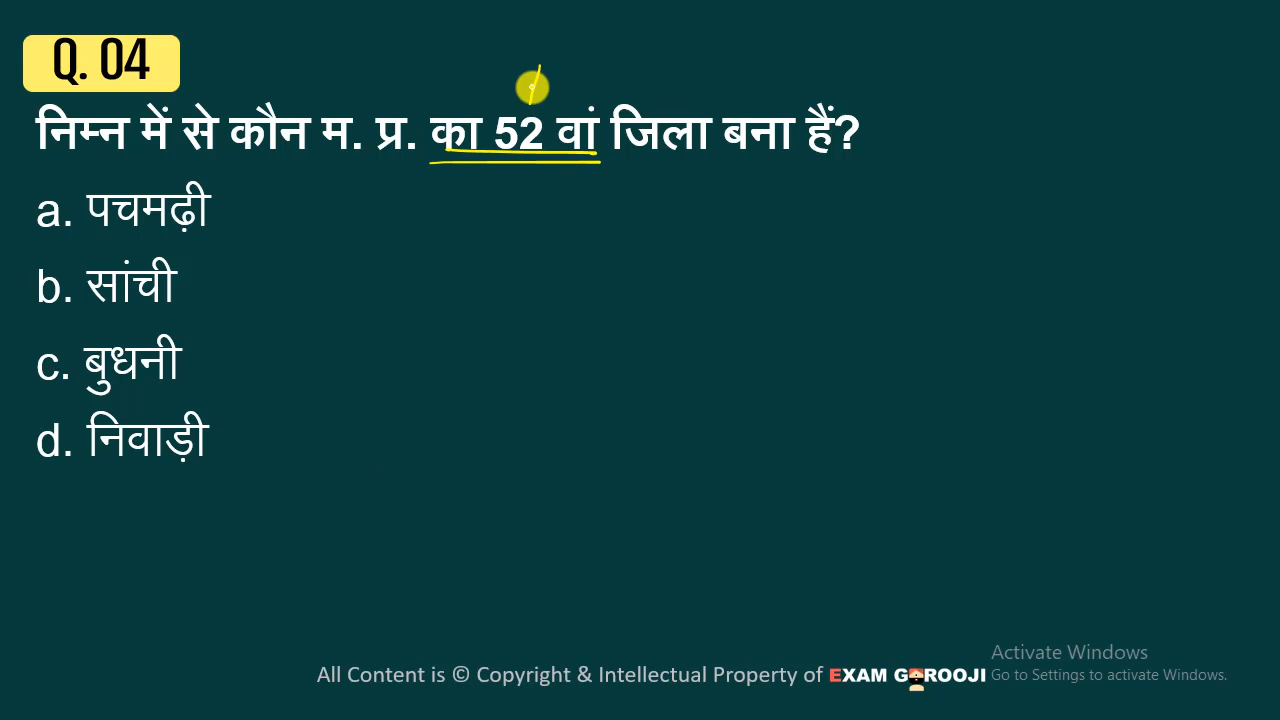 Q. 04
निम्न में से कौन म. प्र. का 52 वां जिला बना हैं?
a. पचमढ़ी
b. सांची
c. बुधनी
d. निवाड़ी
Activate Windows
All Content is © Copyright & Intellectual Property of EXAM GUROOJI
Go to Settings to activate Windows.